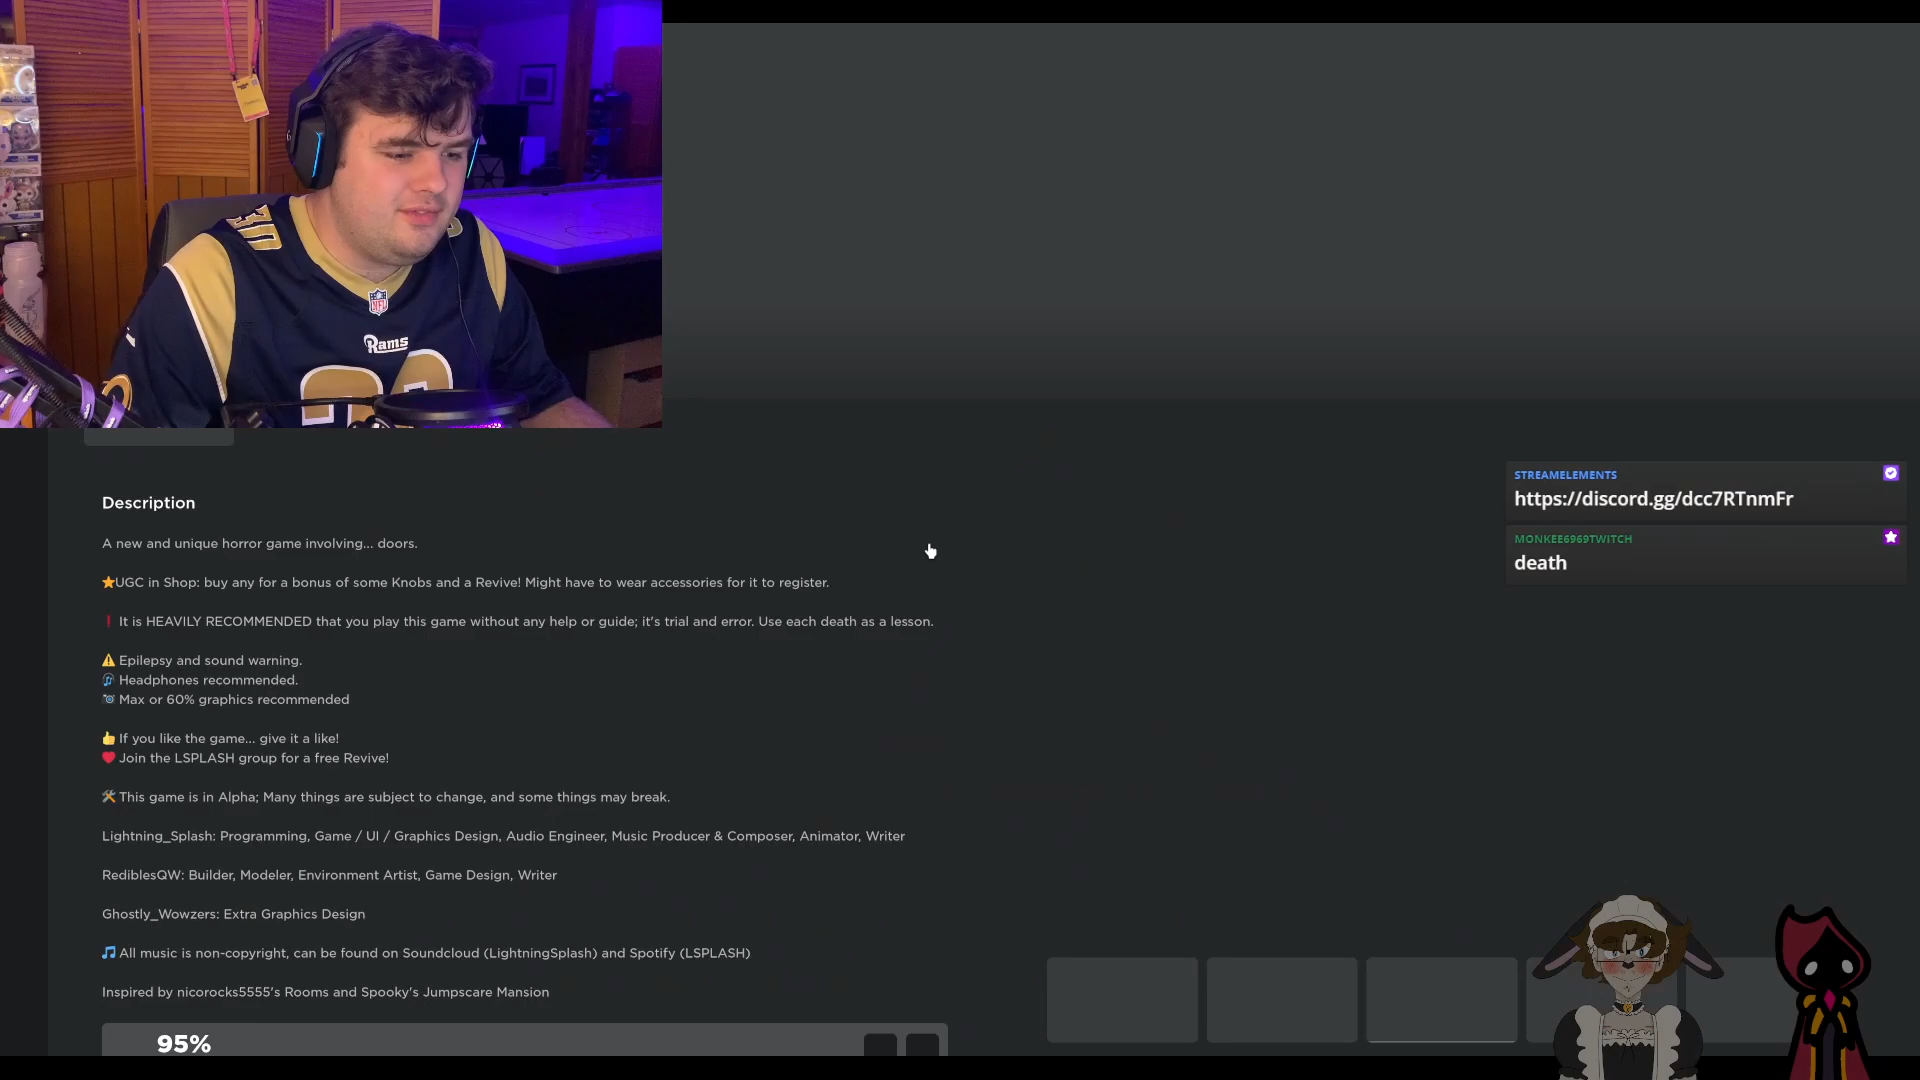 Rams
Description
A new and unique horror game involving... doors.
⭐UGC in Shop: buy any for a bonus of some Knobs and a Revive! Might have to wear accessories for it to register.
❗ It is HEAVILY RECOMMENDED that you play this game without any help or guide; it's trial and error. Use each death as a lesson.
⚠️ Epilepsy and sound warning.
🎧 Headphones recommended.
📷 Max or 60% graphics recommended
👍 If you like the game... give it a like!
❤️ Join the LSPLASH group for a free Revive!
🛠️ This game is in Alpha; Many things are subject to change, and some things may break.
Lightning_Splash: Programming, Game / UI / Graphics Design, Audio Engineer, Music Producer & Composer, Animator, Writer
RediblesQW: Builder, Modeler, Environment Artist, Game Design, Writer
Ghostly_Wowzers: Extra Graphics Design
🎵 All music is non-copyright, can be found on Soundcloud (LightningSplash) and Spotify (LSPLASH)
Inspired by nicorocks5555's Rooms and Spooky's Jumpscare Mansion
95%
STREAMELEMENTS
https://discord.gg/dcc7RTnmFr
MONKEE6969TWITCH
death